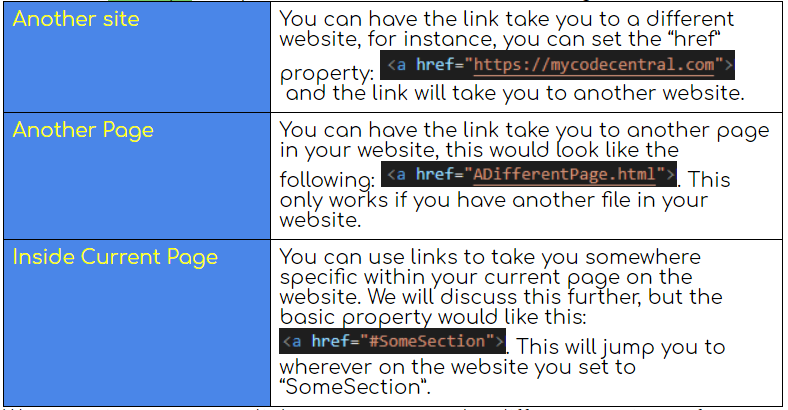 Another site
You can have the link take you to a different
website, for instance, you can set the “href”
property: <a href="https://mycodecentral.com">
and the link will take you to another website.
Another Page
You can have the link take you to another page
in your website, this would look like the
following: <a href="ADifferentPage.html">. This
only works if you have another file in your
website.
Inside Current Page
You can use links to take you somewhere
specific within your current page on the
website. We will discuss this further, but the
basic property would like this:
<a href="#SomeSection">. This will jump you to
wherever on the website you set to
“SomeSection”.